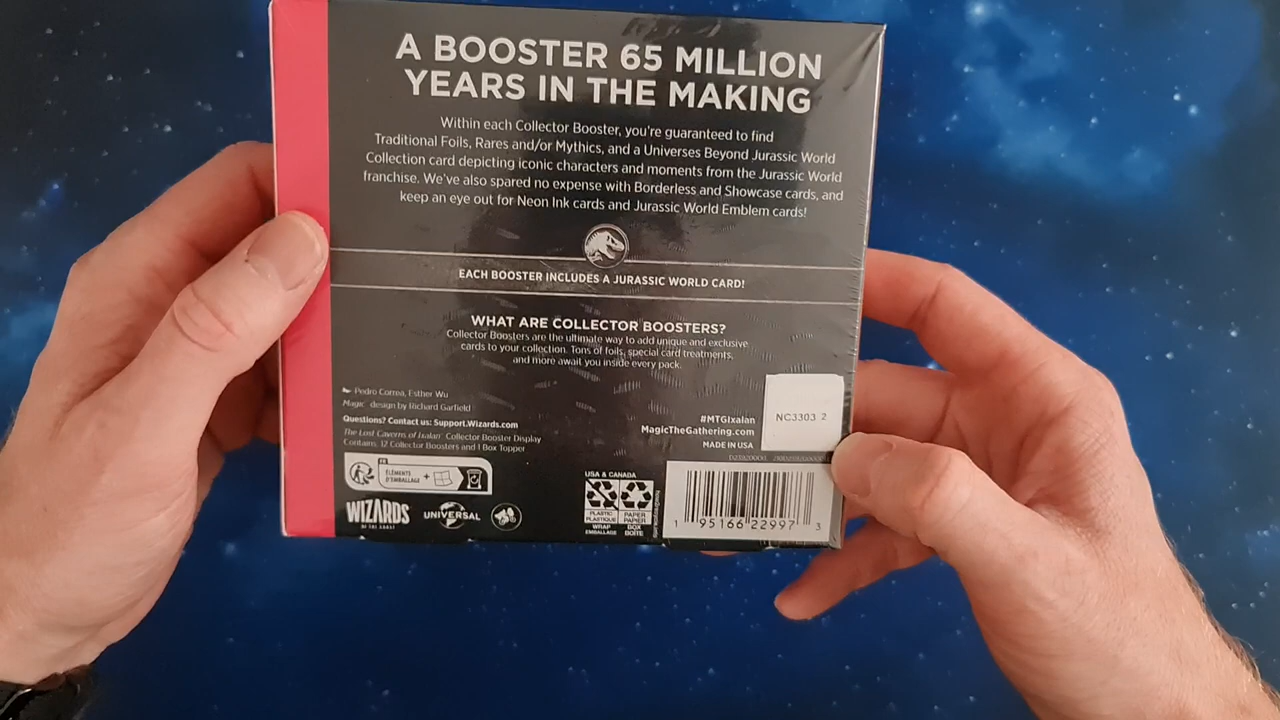 A BOOSTER 65 MILLION
YEARS IN THE MAKING
Within each Collector Booster, you're guaranteed to find
Traditional Foils, Rares and/or Mythics, and a Universes Beyond Jurassic World
Collection card depicting iconic characters and moments from the Jurassic World
franchise. We've also spared no expense with Borderless and Showcase cards, and
keep an eye out for Neon Ink cards and Jurassic World Emblem cards!
EACH BOOSTER INCLUDES A JURASSIC WORLD CARD!
WHAT ARE COLLECTOR BOOSTERS?
Collector Boosters are the ultimate way to add unique and exclusive
cards to your collection. Tons of foils, special card treatments,
and more await you inside every pack.
Pedro Correa, Esther Wu
Magic design by Richard Garfield
Questions? Contact us: Support.Wizards.com
The Lost Caverns of Ixalan Collector Booster Display
Contains: 12 Collector Boosters and 1 Box Topper
#MTGIxalan
MagicTheGathering.com
MADE IN USA
NC3303 2
FR
ÉLÉMENTS
D'EMBALLAGE +
WIZARDS
OF THE COAST
UNIVERSAL
USA & CANADA
PLASTIC
PLASTIQUE
WRAP
EMBALLAGE
PAPER
PAPIER
BOX
BOÎTE
1 95166 22997 3